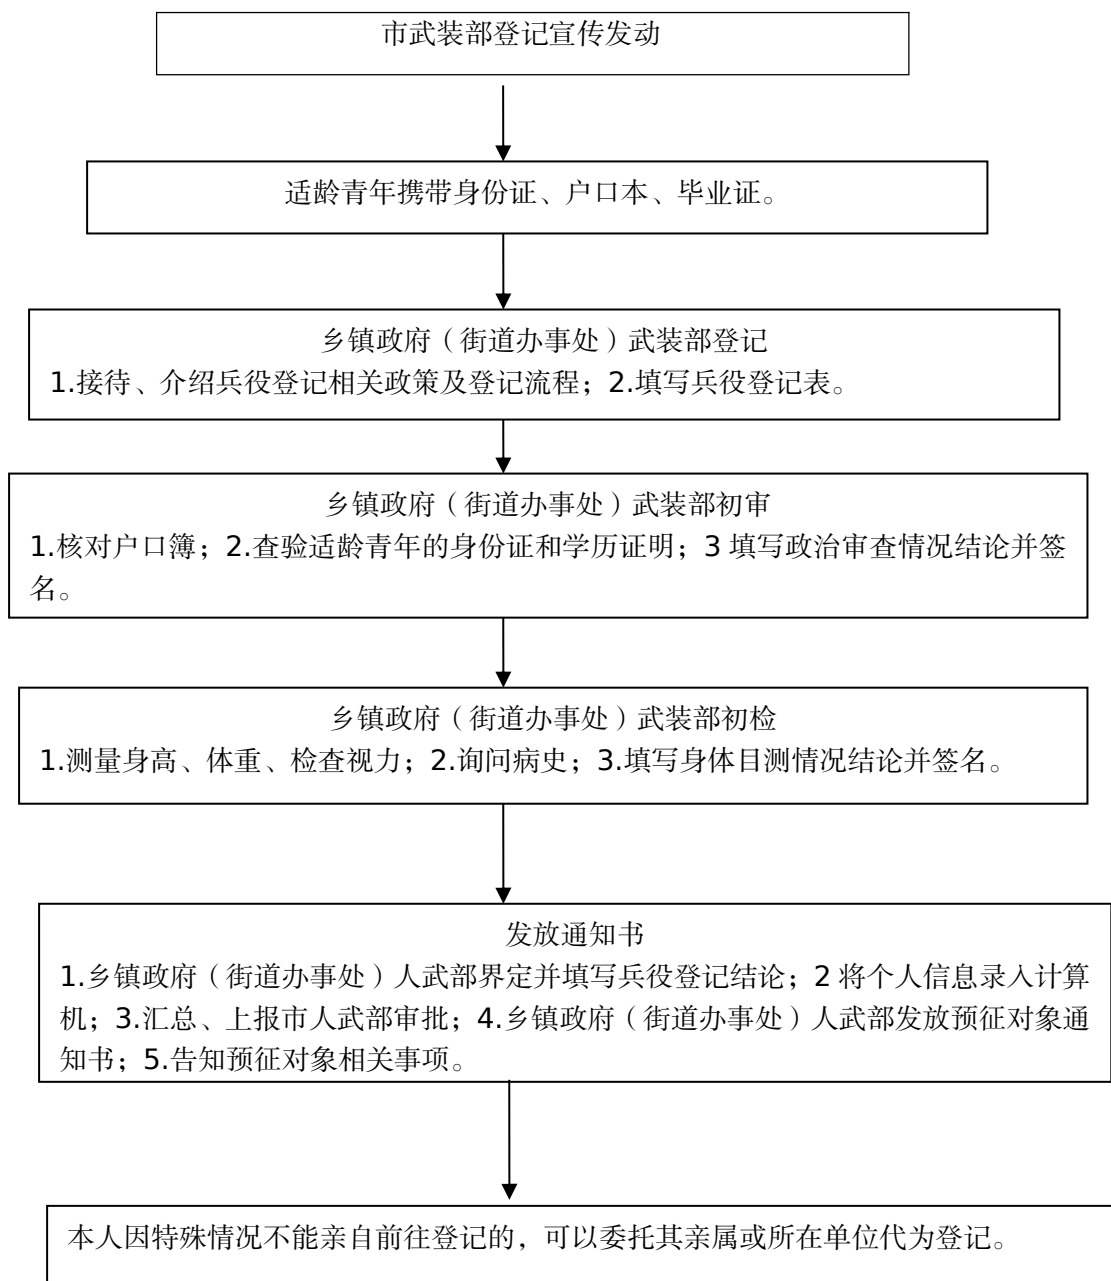 市武装部登记宣传发动
适龄青年携带身份证、户口本、毕业证。
乡镇政府（街道办事处）武装部登记
1.接待、介绍兵役登记相关政策及登记流程；2.填写兵役登记表。
乡镇政府（街道办事处）武装部初审
1.核对户口簿；2.查验适龄青年的身份证和学历证明；3 填写政治审查情况结论并签
名。
乡镇政府（街道办事处）武装部初检
1.测量身高、体重、检查视力；2.询问病史；3.填写身体目测情况结论并签名。
发放通知书
1.乡镇政府（街道办事处）人武部界定并填写兵役登记结论；2 将个人信息录入计算
机；3.汇总、上报市人武部审批；4.乡镇政府（街道办事处）人武部发放预征对象通
知书；5.告知预征对象相关事项。
本人因特殊情况不能亲自前往登记的，可以委托其亲属或所在单位代为登记。